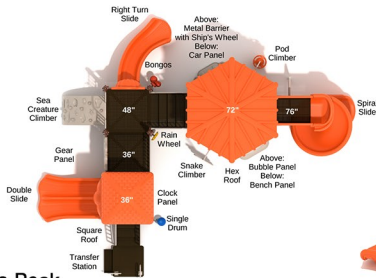 Right Turn
Slide
Above:
Metal Barrier
with Ship's Wheel
Below:
Car Panel
Pod
Climber
Bongos
Sea
Creature
Climber
48"
72"
76"
Spiral
Slide
Rain
Wheel
Gear
Panel
36"
Snake
Climber
Hex
Roof
Above:
Bubble Panel
Below:
Bench Panel
Double
Slide
36"
Clock
Panel
Single
Drum
Square
Roof
Transfer
Station